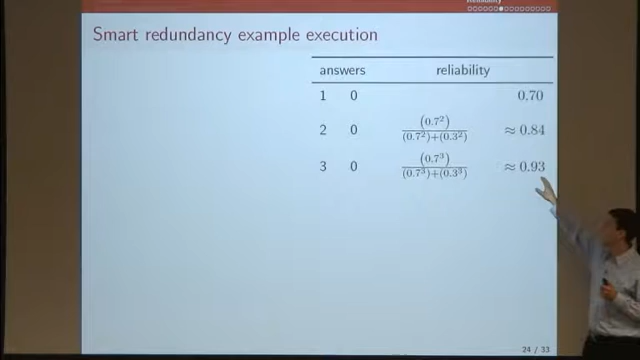 Reliability
Smart redundancy example execution
answers reliability
1 0 0.70
2 0 (0.7²) / (0.7²)+(0.3²) ≈ 0.84
3 0 (0.7³) / (0.7³)+(0.3³) ≈ 0.93
24 / 33